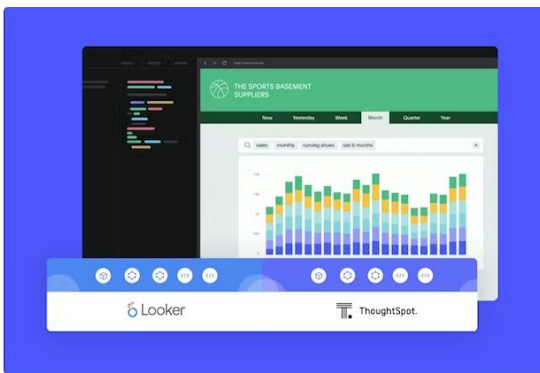 THE SPORTS BASEMENT
SUPPLIERS
Now Yesterday Week Month Quarter Year
sales monthly running shoes last 6 months
Looker
ThoughtSpot.